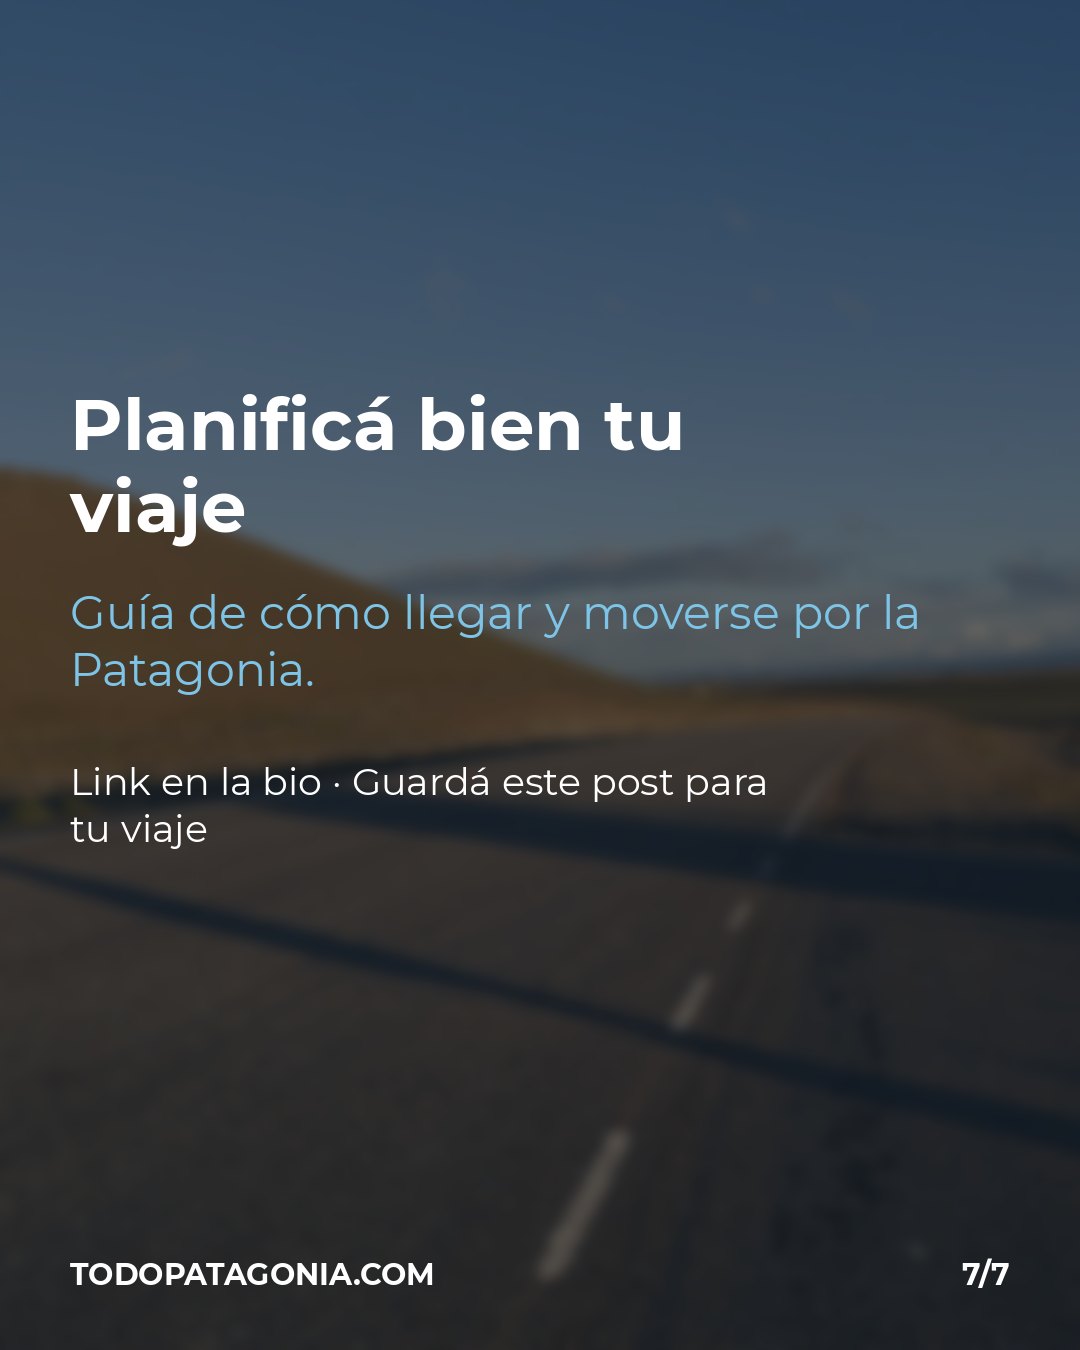 Planificá bien tu
viaje
Guía de cómo llegar y moverse por la
Patagonia.
Link en la bio · Guardá este post para
tu viaje
TODOPATAGONIA.COM
7/7